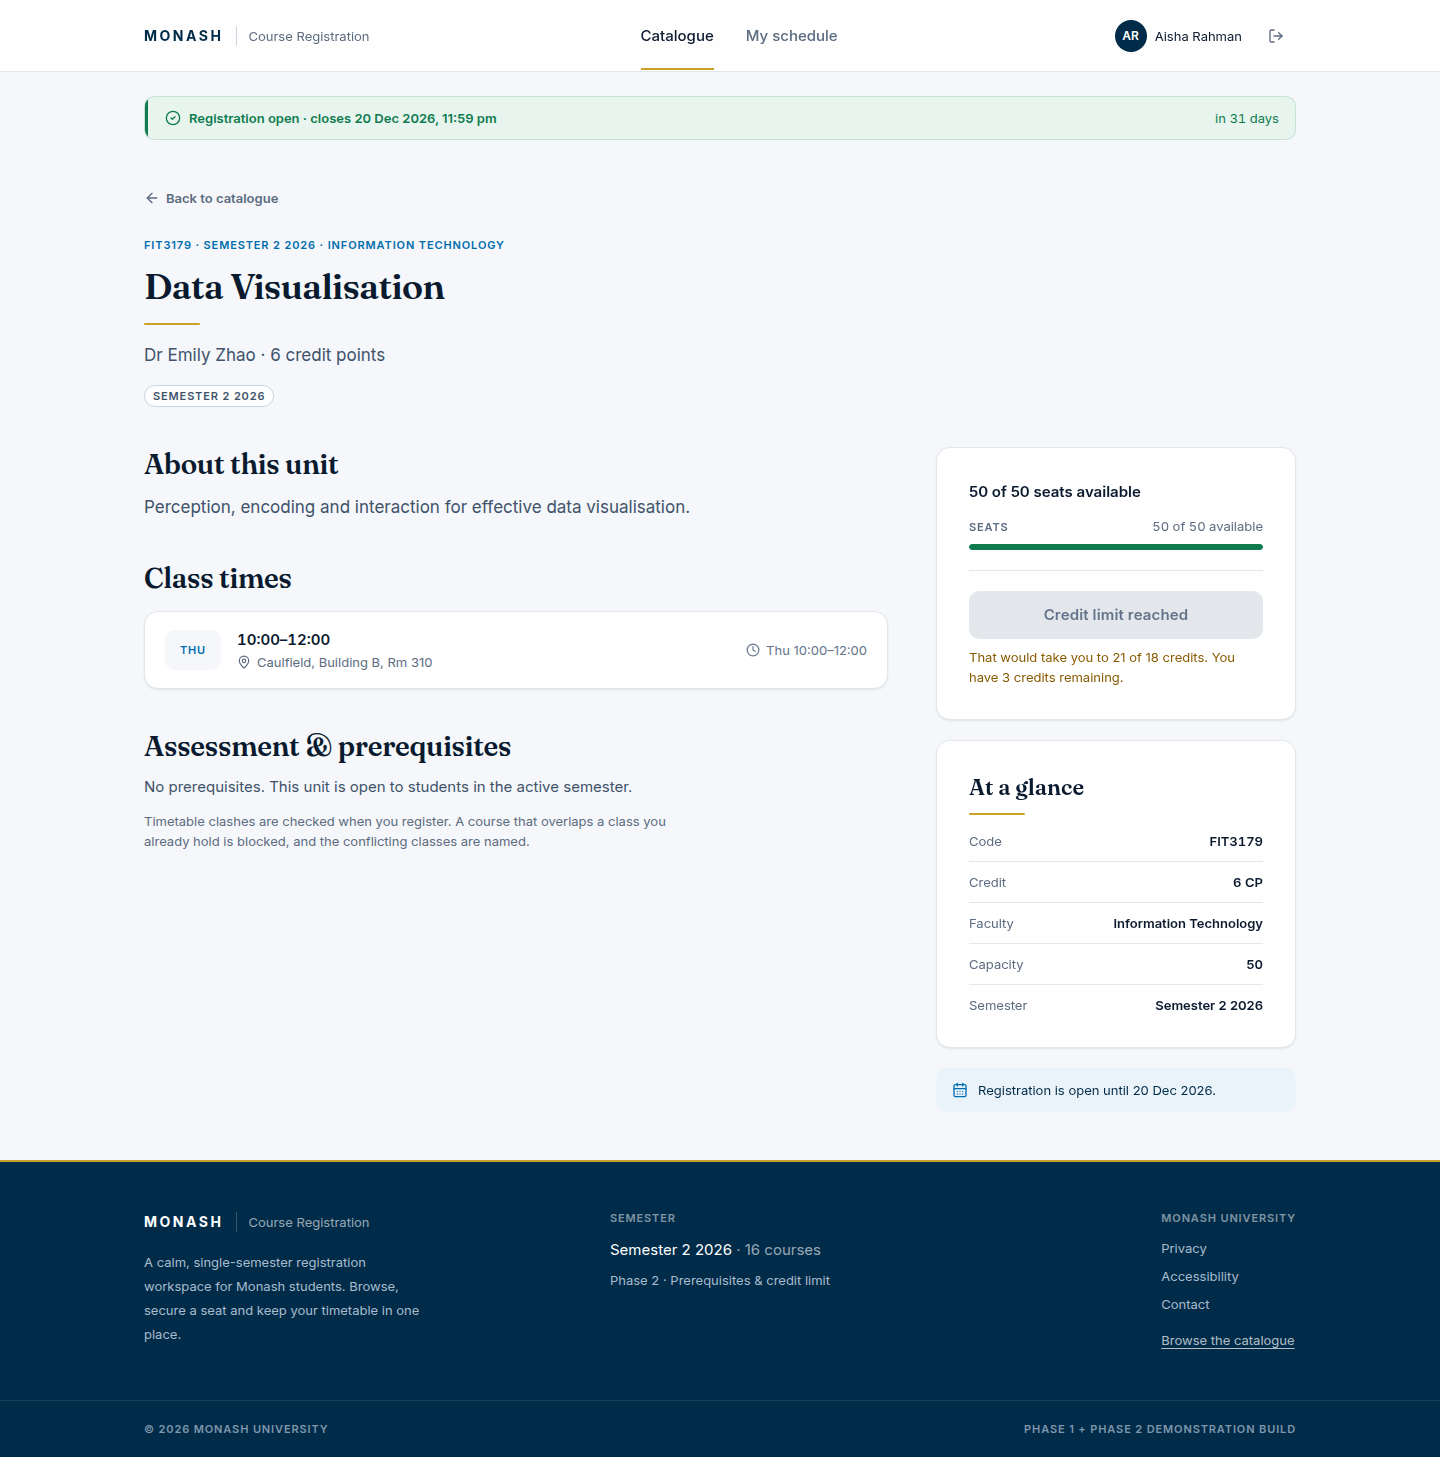 MONASH
Course Registration
Catalogue
My schedule
AR
Aisha Rahman
Registration open · closes 20 Dec 2026, 11:59 pm
in 31 days
Back to catalogue
FIT3179 · SEMESTER 2 2026 · INFORMATION TECHNOLOGY
Data Visualisation
Dr Emily Zhao · 6 credit points
SEMESTER 2 2026
About this unit
Perception, encoding and interaction for effective data visualisation.
Class times
THU
10:00–12:00
Caulfield, Building B, Rm 310
Thu 10:00–12:00
Assessment & prerequisites
No prerequisites. This unit is open to students in the active semester.
Timetable clashes are checked when you register. A course that overlaps a class you
already hold is blocked, and the conflicting classes are named.
50 of 50 seats available
SEATS
50 of 50 available
Credit limit reached
That would take you to 21 of 18 credits. You
have 3 credits remaining.
At a glance
Code
FIT3179
Credit
6 CP
Faculty
Information Technology
Capacity
50
Semester
Semester 2 2026
Registration is open until 20 Dec 2026.
MONASH
Course Registration
A calm, single-semester registration
workspace for Monash students. Browse,
secure a seat and keep your timetable in one
place.
SEMESTER
Semester 2 2026 · 16 courses
Phase 2 · Prerequisites & credit limit
MONASH UNIVERSITY
Privacy
Accessibility
Contact
Browse the catalogue
© 2026 MONASH UNIVERSITY
PHASE 1 + PHASE 2 DEMONSTRATION BUILD